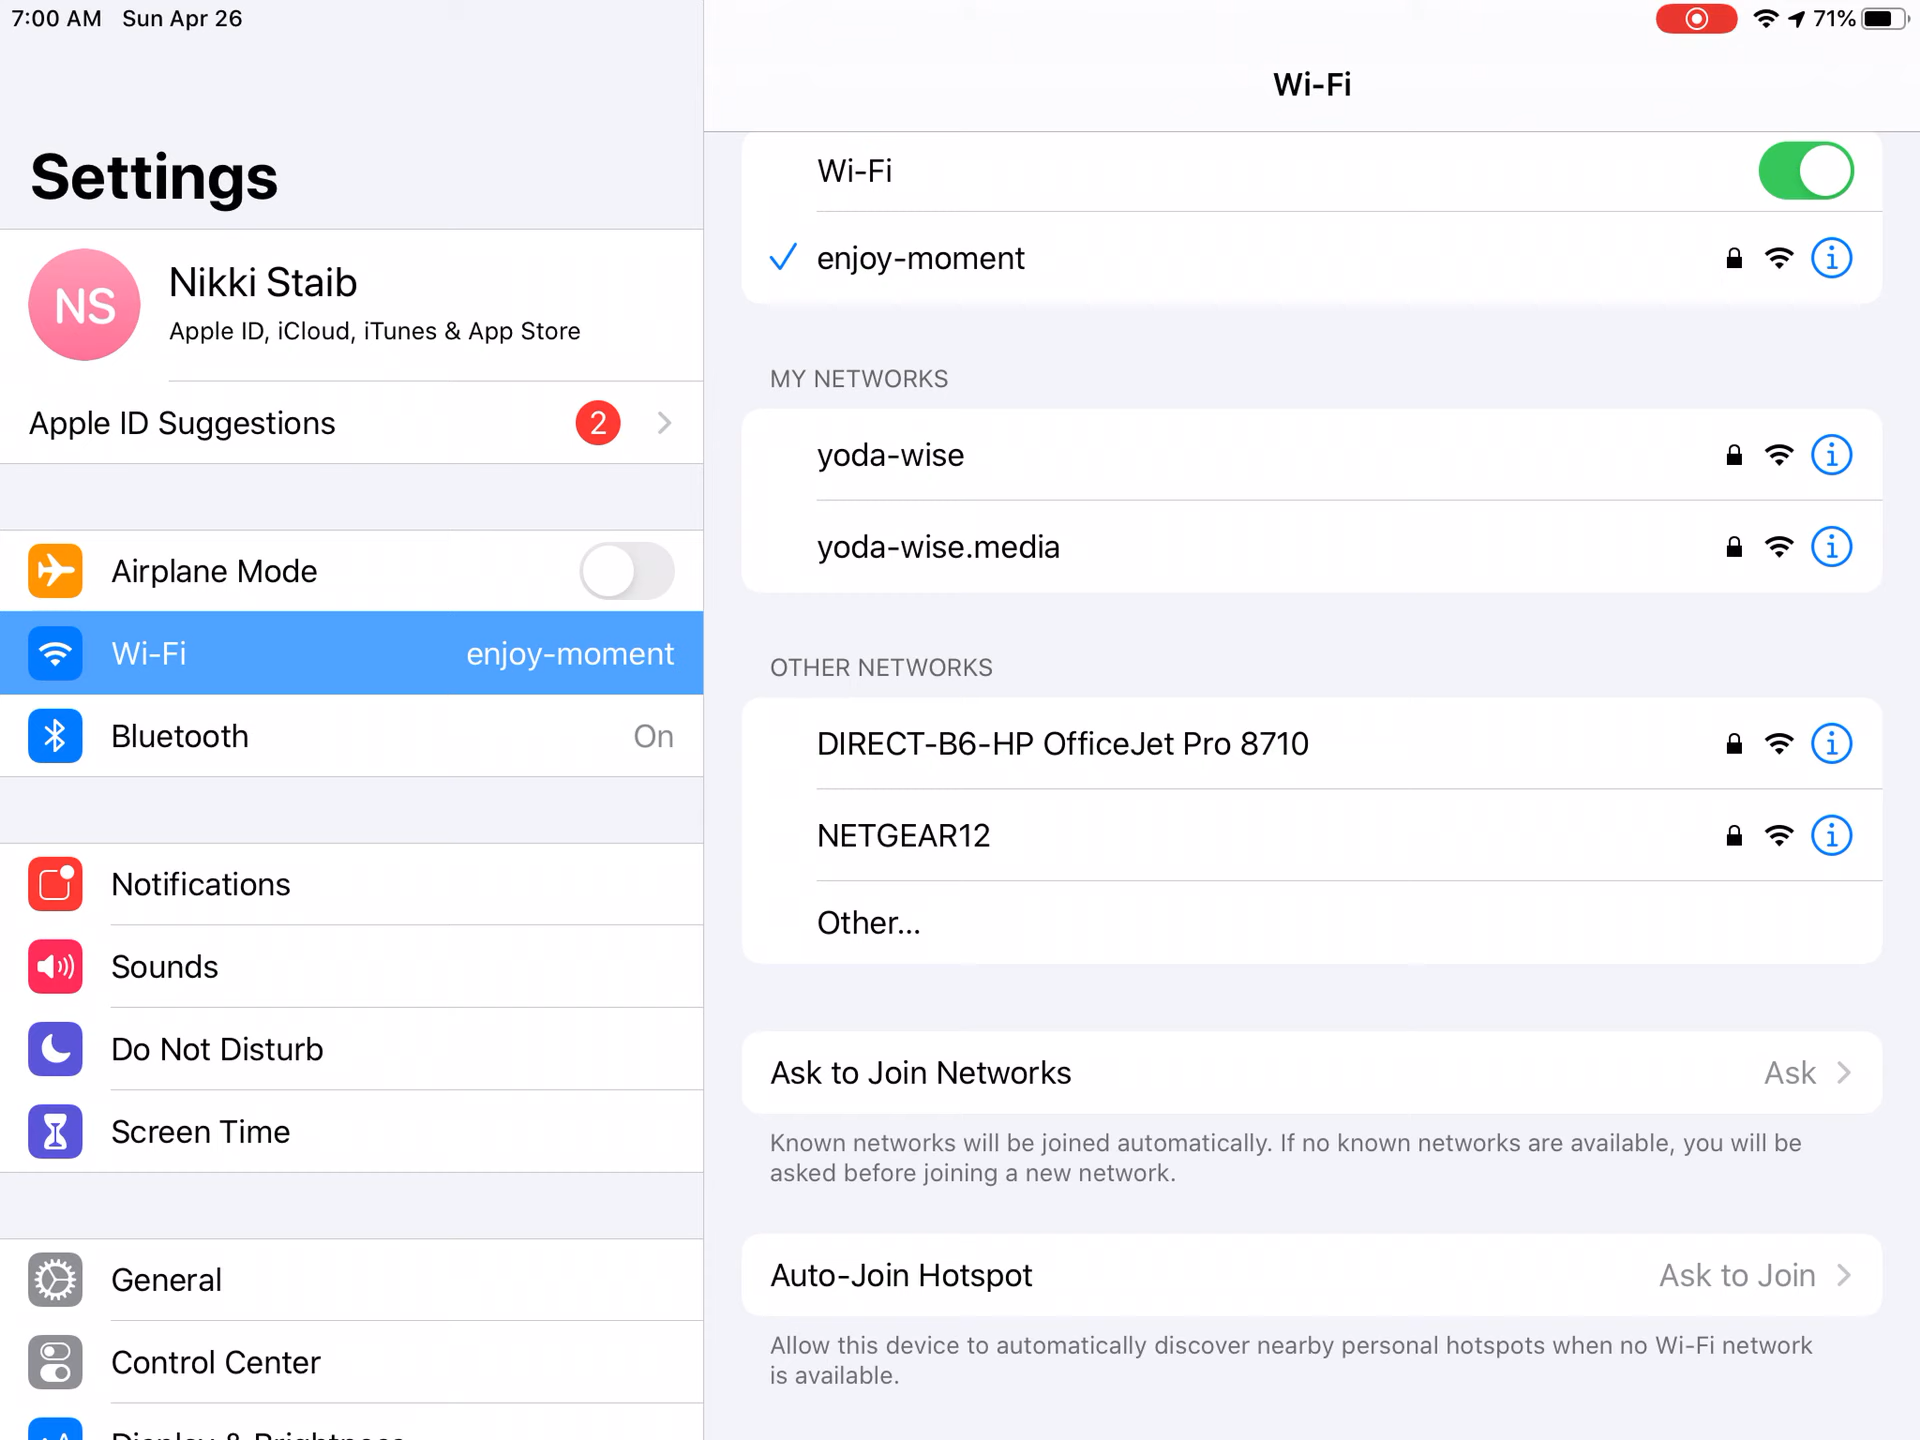 7:00 AM Sun Apr 26
71%
Settings
NS
Nikki Staib
Apple ID, iCloud, iTunes & App Store
Apple ID Suggestions 2
Airplane Mode
Wi-Fi enjoy-moment
Bluetooth On
Notifications
Sounds
Do Not Disturb
Screen Time
General
Control Center
Display & Brightness
Wi-Fi
Wi-Fi
enjoy-moment
MY NETWORKS
yoda-wise
yoda-wise.media
OTHER NETWORKS
DIRECT-B6-HP OfficeJet Pro 8710
NETGEAR12
Other...
Ask to Join Networks Ask
Known networks will be joined automatically. If no known networks are available, you will be
asked before joining a new network.
Auto-Join Hotspot Ask to Join
Allow this device to automatically discover nearby personal hotspots when no Wi-Fi network
is available.